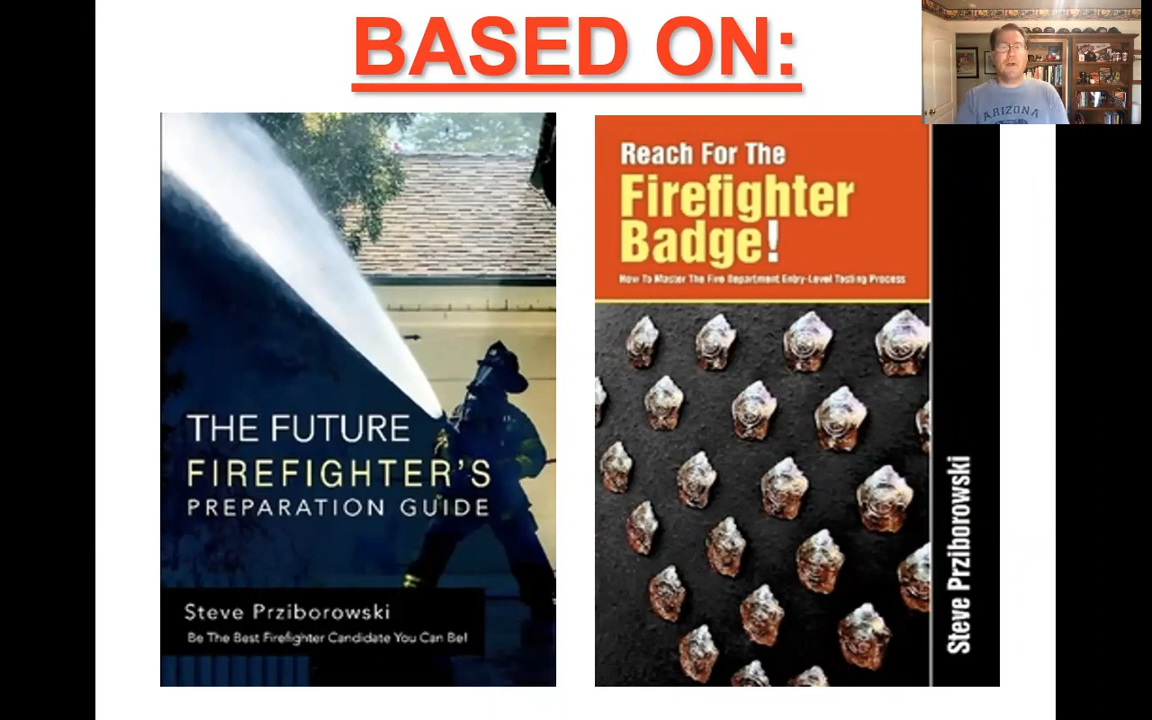 BASED ON:
ARIZONA
THE FUTURE
FIREFIGHTER'S
PREPARATION GUIDE
Steve Prziborowski
Be The Best Firefighter Candidate You Can Be!
Reach For The
Firefighter
Badge!
How To Master The Fire Department Entry-Level Testing Process
Steve Prziborowski